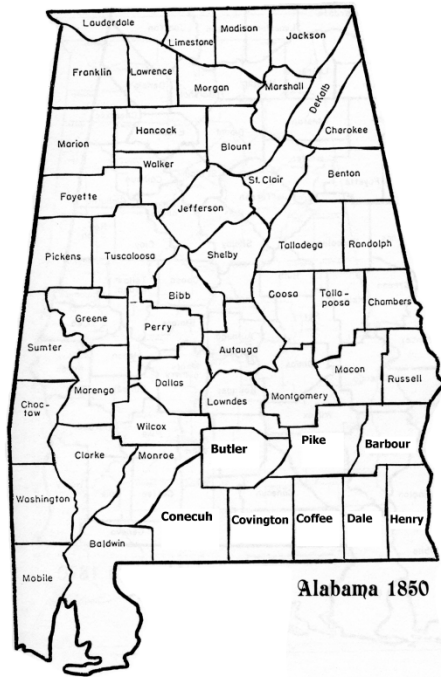 Lauderdale
Limestone
Madison
Jackson
Franklin
Lawrence
Morgan
Marshall
DeKalb
Cherokee
Marion
Hancock
Blount
Walker
St. Clair
Benton
Fayette
Jefferson
Pickens
Tuscaloosa
Shelby
Talladega
Randolph
Bibb
Coosa
Talla-
poosa
Chambers
Greene
Perry
Sumter
Autauga
Macon
Russell
Marengo
Dallas
Lowndes
Montgomery
Choc-
taw
Wilcox
Clarke
Monroe
Butler
Pike
Barbour
Washington
Conecuh
Covington
Coffee
Dale
Henry
Baldwin
Mobile
Alabama 1850